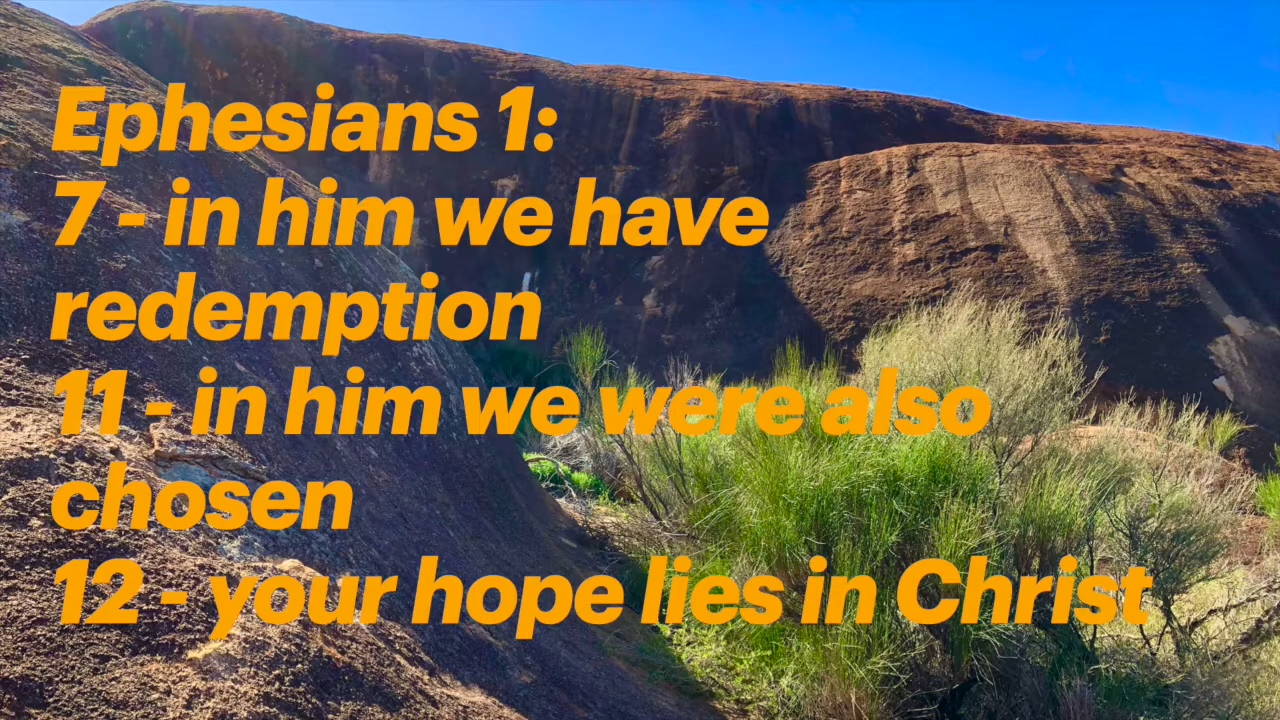 Ephesians 1:
7 - in him we have
redemption
11 - in him we were also
chosen
12 - your hope lies in Christ